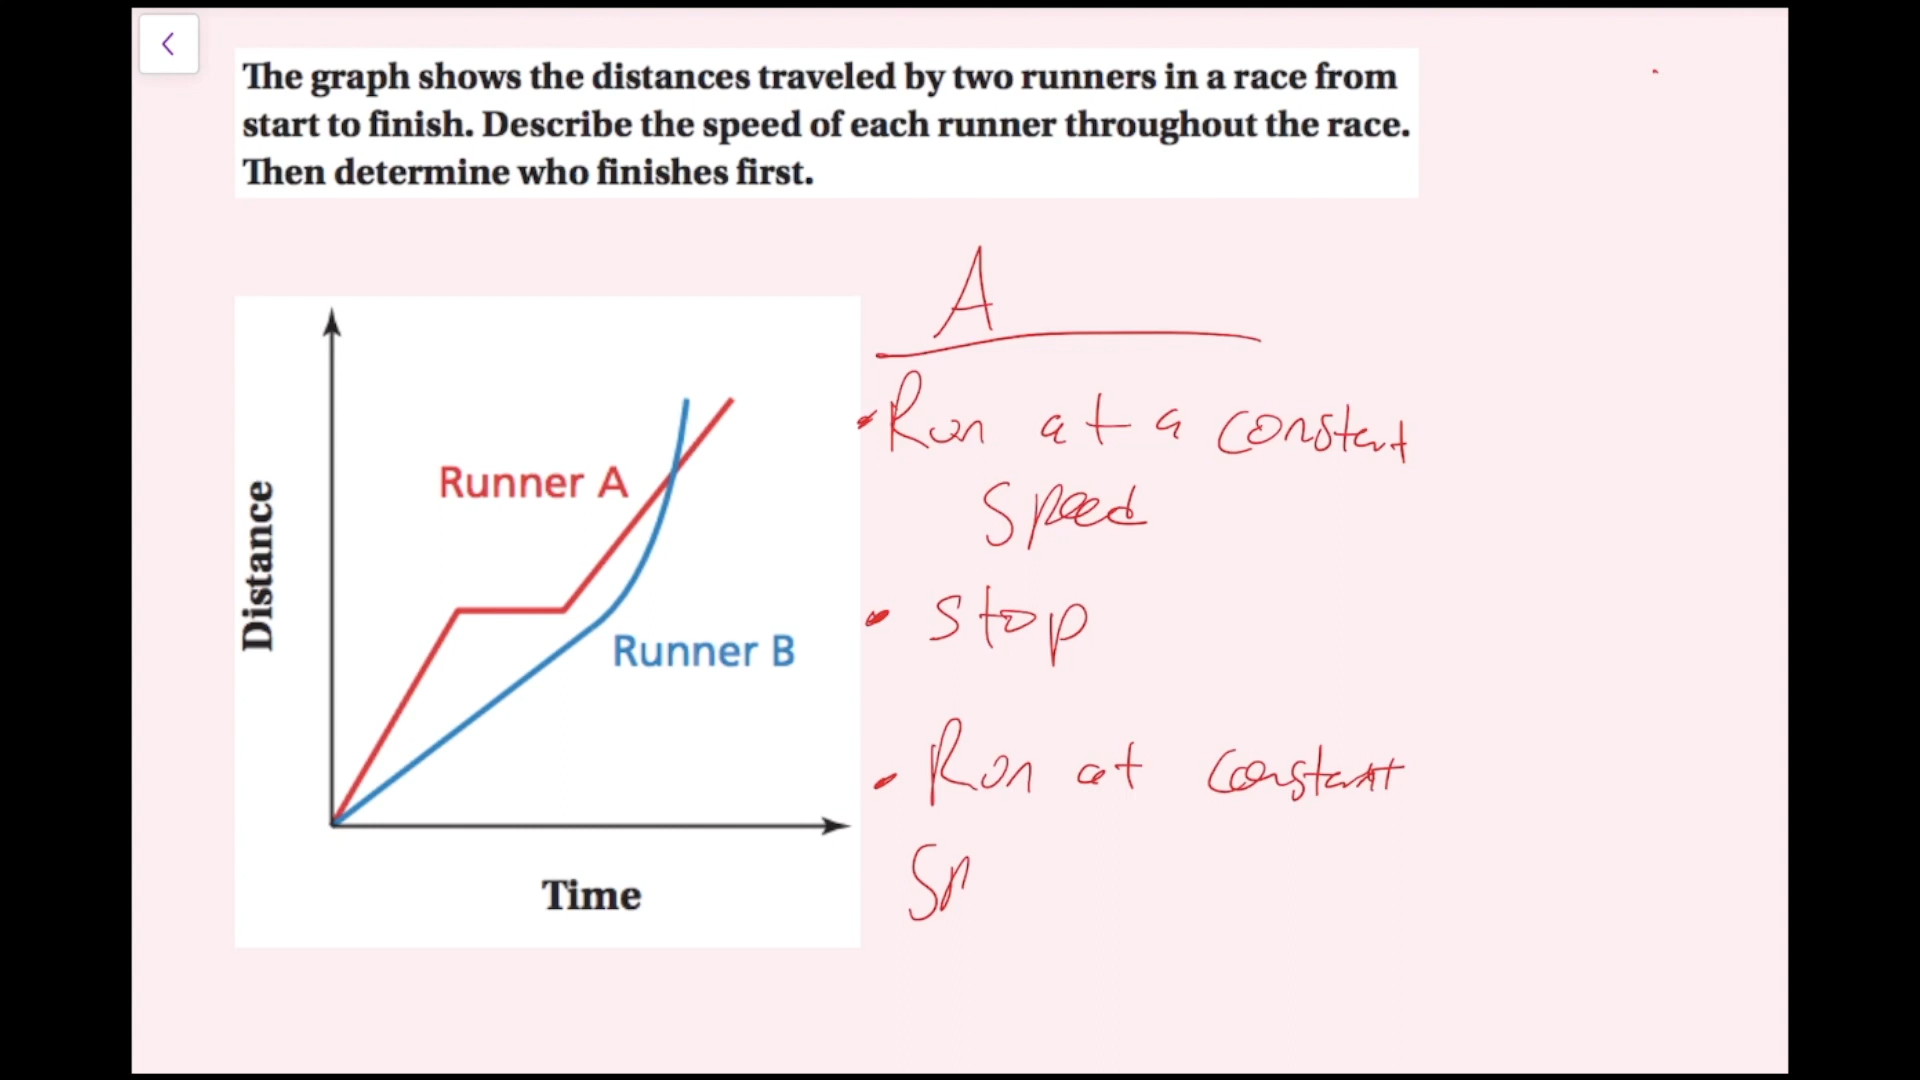 The graph shows the distances traveled by two runners in a race from
start to finish. Describe the speed of each runner throughout the race.
Then determine who finishes first.
A
Run at a constant
Speed
Stop
Run at constant
Sp
Runner A
Runner B
Distance
Time